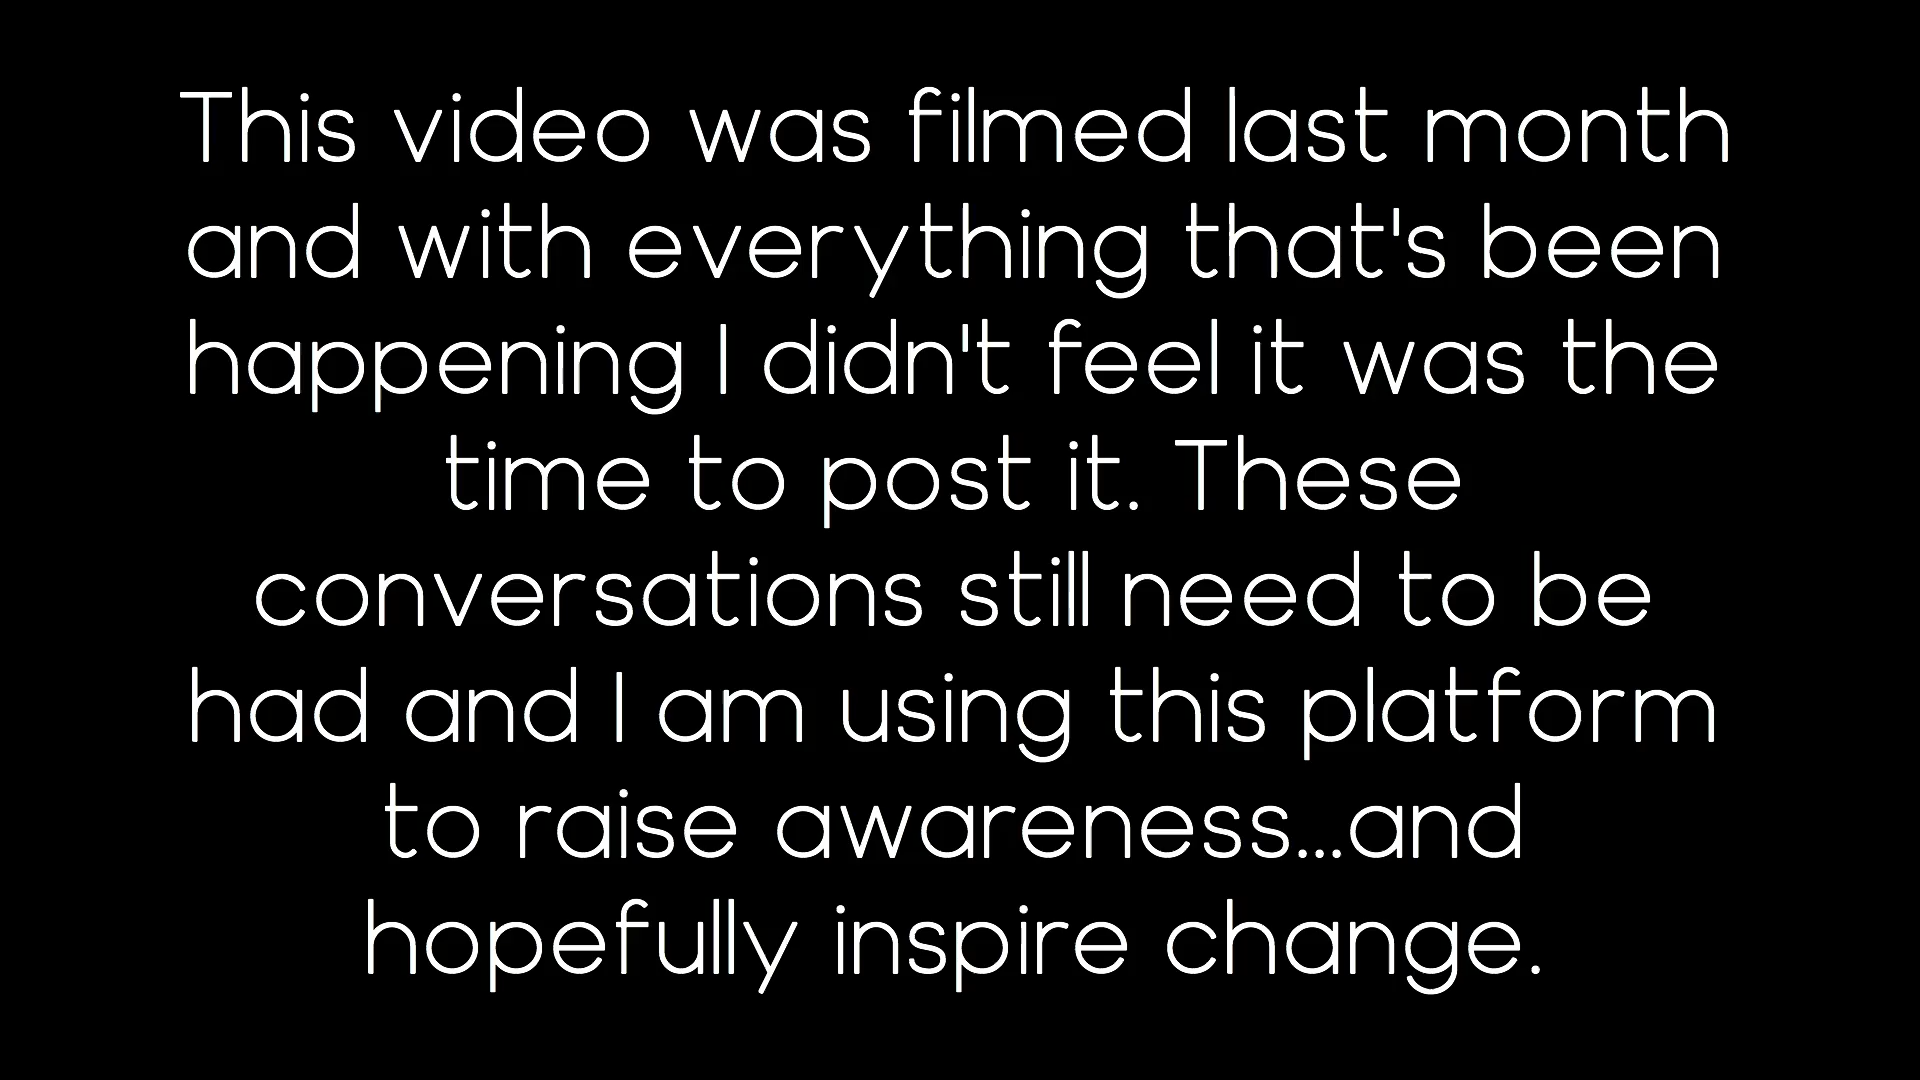 This video was filmed last month
and with everything that's been
happening I didn't feel it was the
time to post it. These
conversations still need to be
had and I am using this platform
to raise awareness...and
hopefully inspire change.